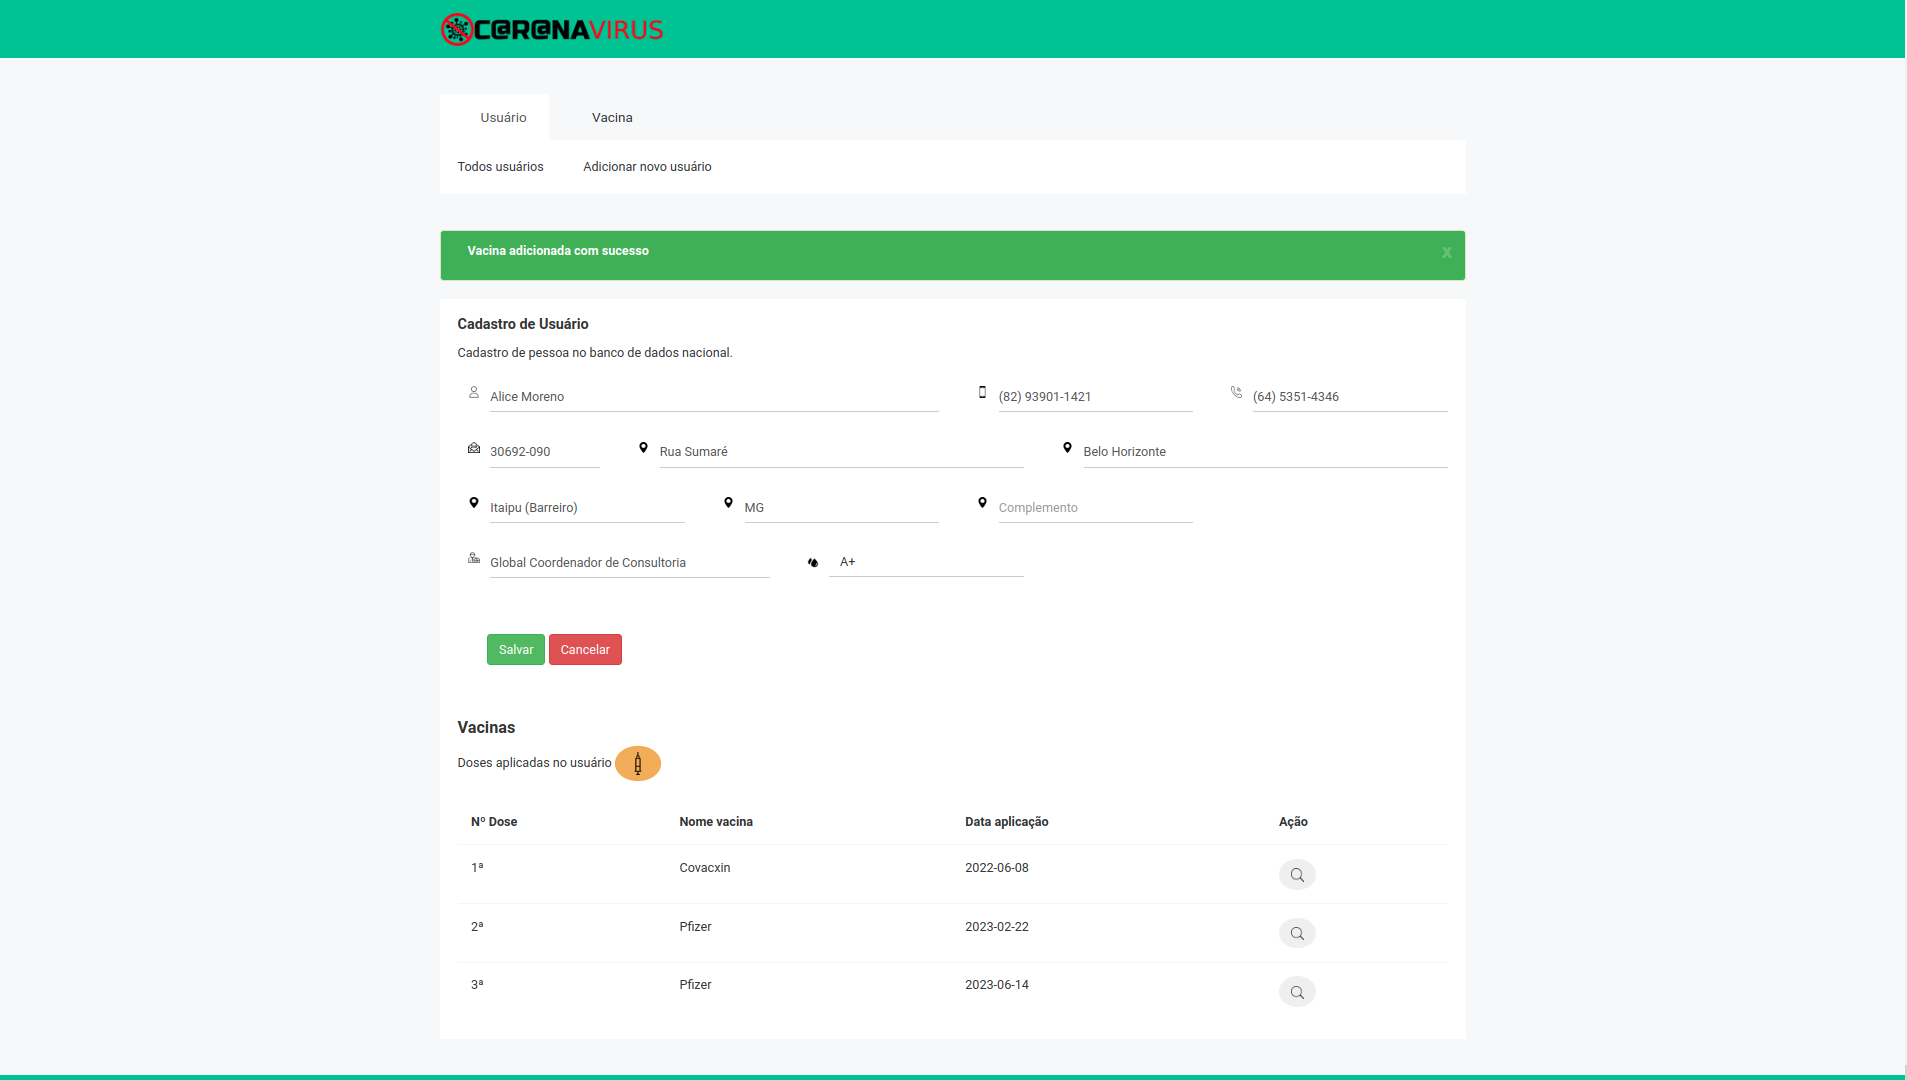 C@R@NAVIRUS
Usuário Vacina
Todos usuários Adicionar novo usuário
Vacina adicionada com sucesso x
Cadastro de Usuário
Cadastro de pessoa no banco de dados nacional.
Alice Moreno (82) 93901-1421 (64) 5351-4346
30692-090 Rua Sumaré Belo Horizonte
Itaipu (Barreiro) MG Complemento
Global Coordenador de Consultoria A+
Salvar Cancelar
Vacinas
Doses aplicadas no usuário
Nº Dose Nome vacina Data aplicação Ação
1ª Covacxin 2022-06-08
2ª Pfizer 2023-02-22
3ª Pfizer 2023-06-14